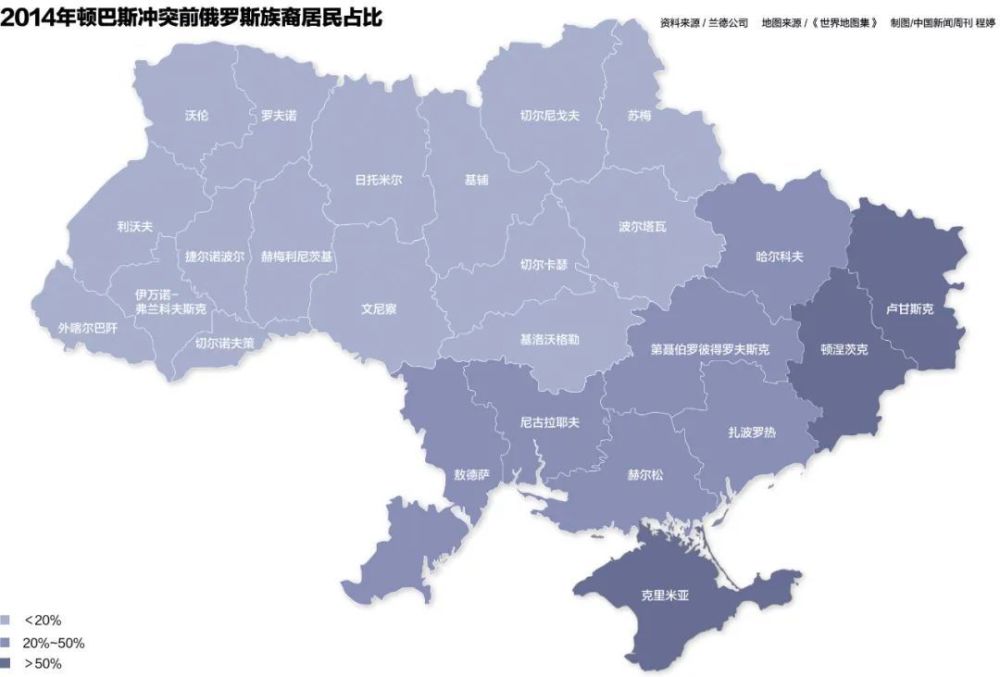 2014年顿巴斯冲突前俄罗斯族裔居民占比
资料来源 / 兰德公司 地图来源 /《世界地图集》 制图/中国新闻周刊 程婷
沃伦
罗夫诺
日托米尔
基辅
切尔尼戈夫
苏梅
利沃夫
捷尔诺波尔
赫梅利尼茨基
切尔卡瑟
波尔塔瓦
哈尔科夫
伊万诺-
弗兰科夫斯克
外喀尔巴阡
切尔诺夫策
文尼察
基洛沃格勒
第聂伯罗彼得罗夫斯克
顿涅茨克
卢甘斯克
敖德萨
尼古拉耶夫
赫尔松
扎波罗热
克里米亚
<20%
20%~50%
>50%